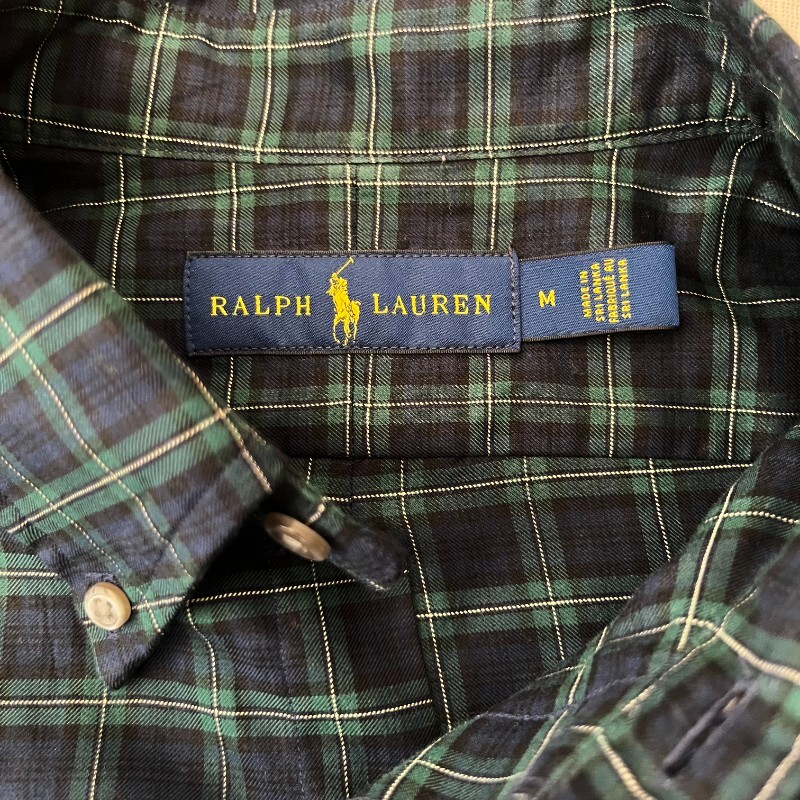 RALPH LAUREN
M
MADE IN
SRI LANKA
FABRIQUÉ AU
SRI LANKA